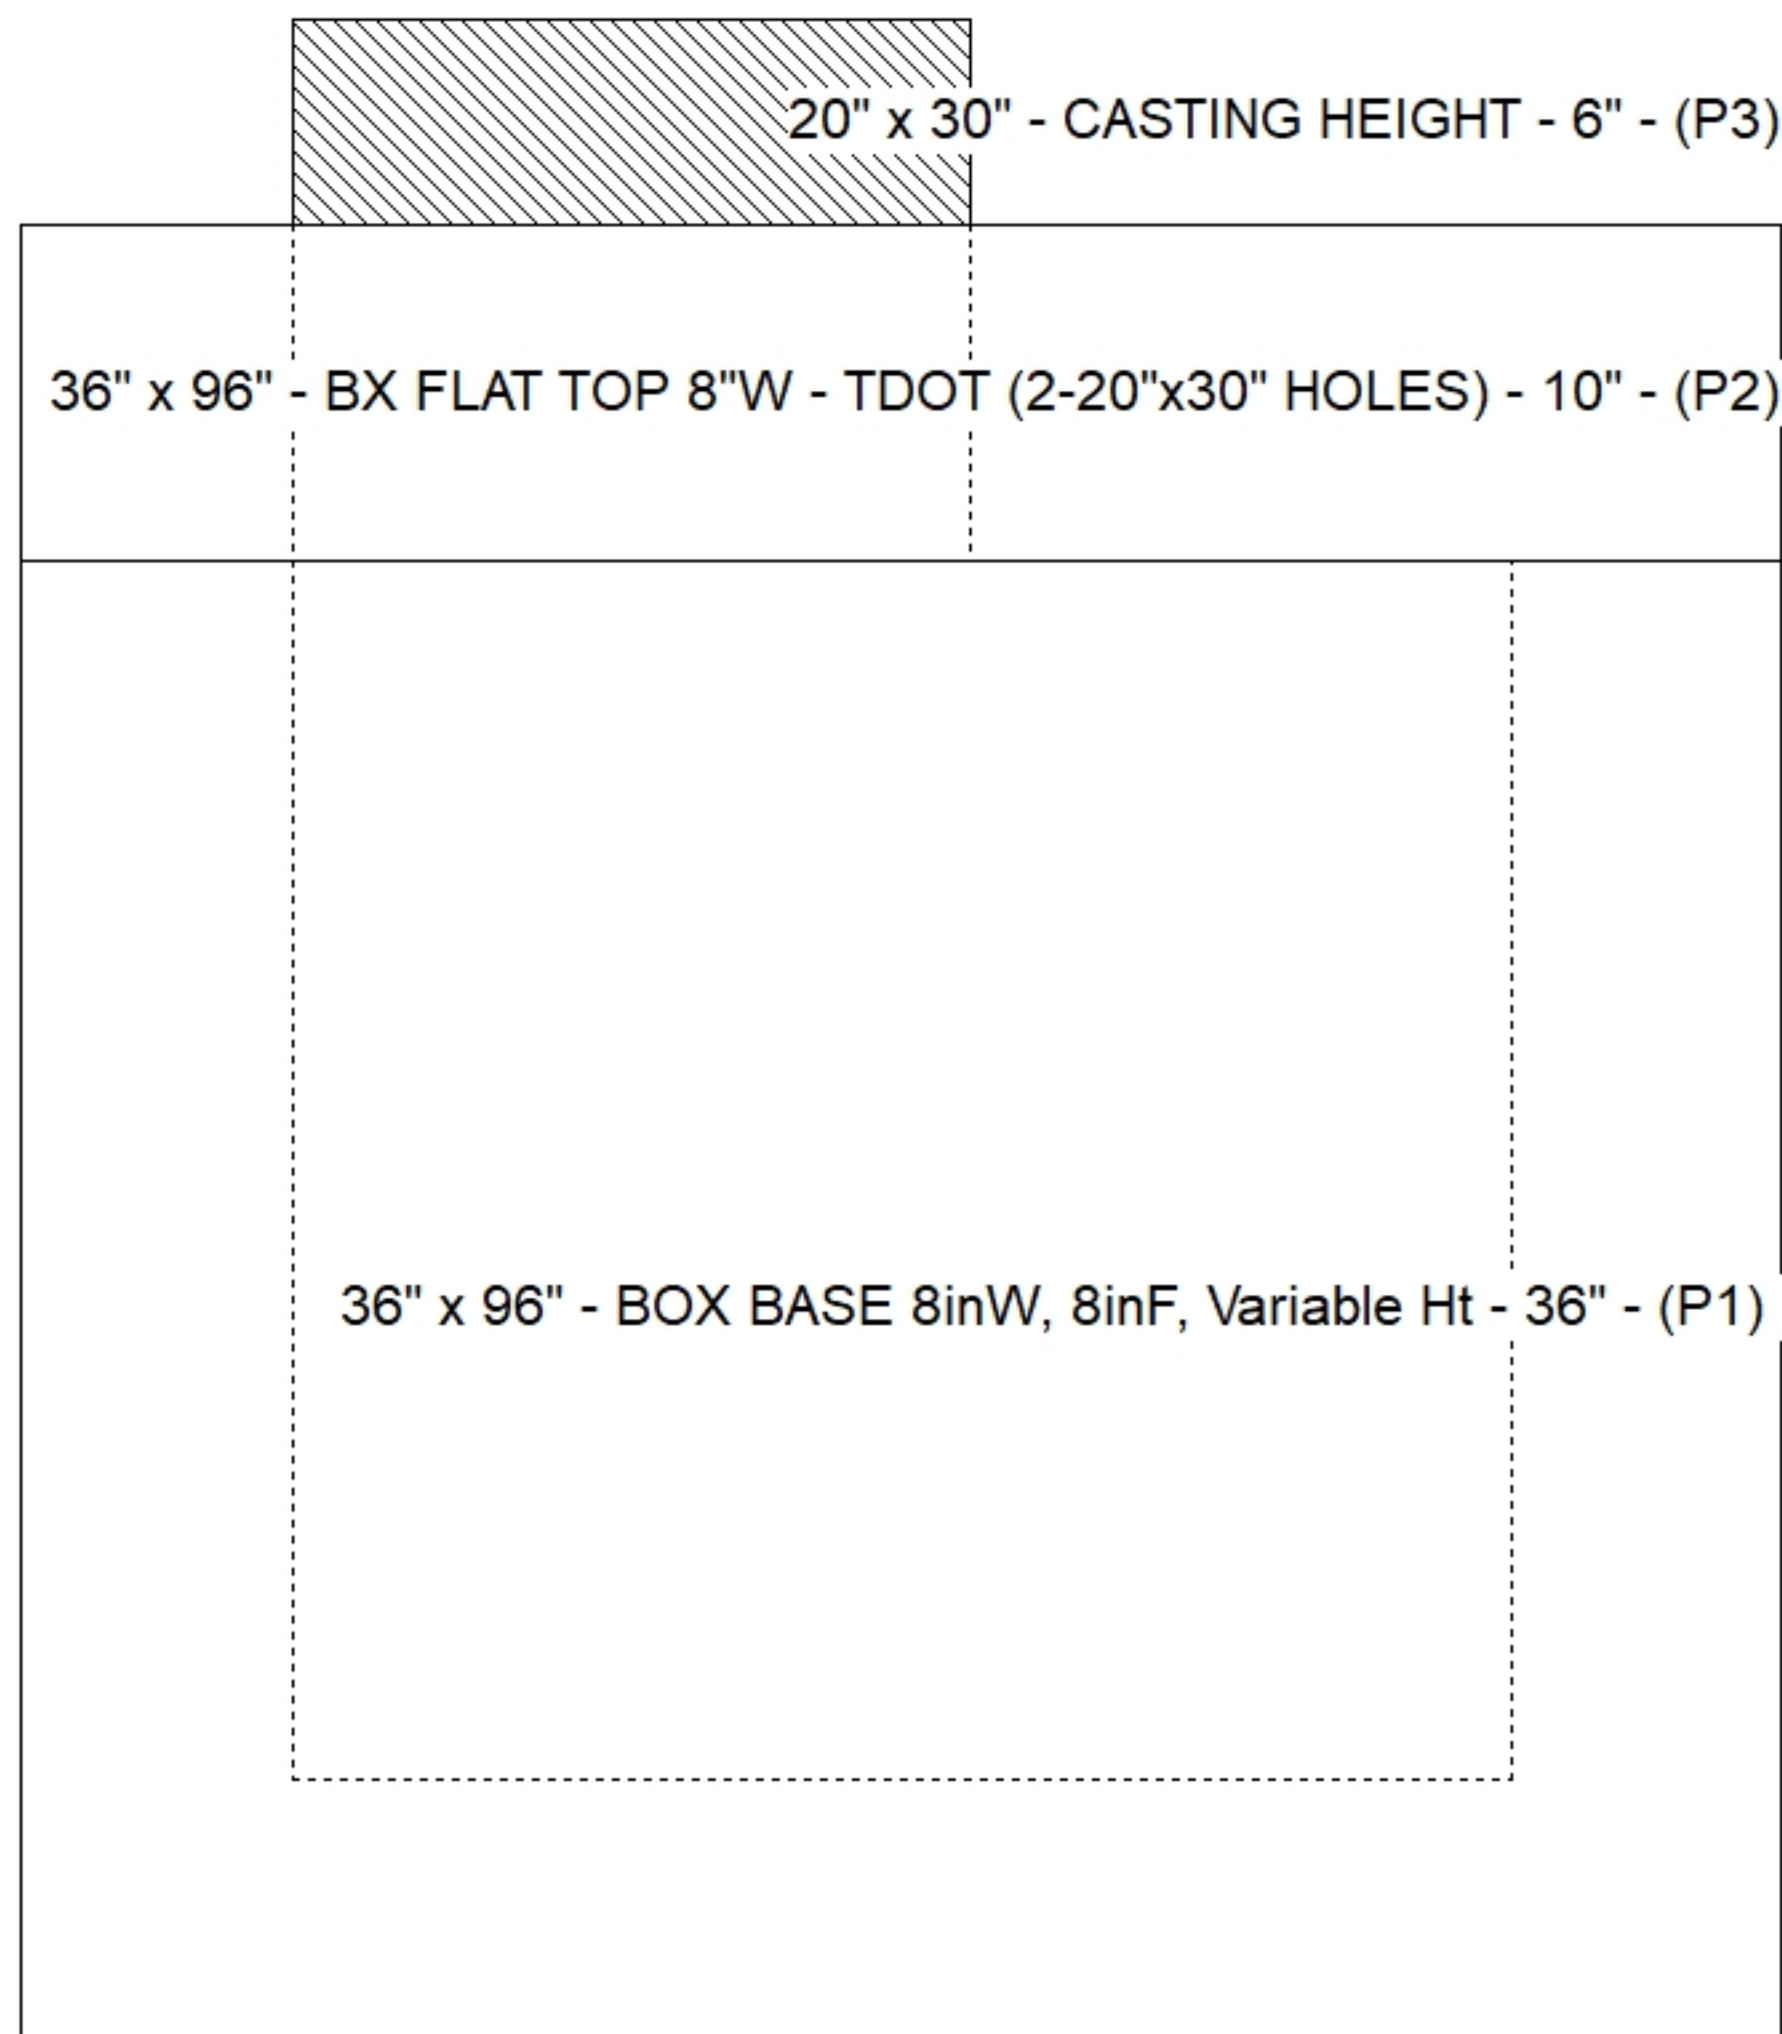 20" x 30" - CASTING HEIGHT - 6" - (P3)
36" x 96" - BX FLAT TOP 8"W - TDOT (2-20"x30" HOLES) - 10" - (P2)
36" x 96" - BOX BASE 8inW, 8inF, Variable Ht - 36" - (P1)